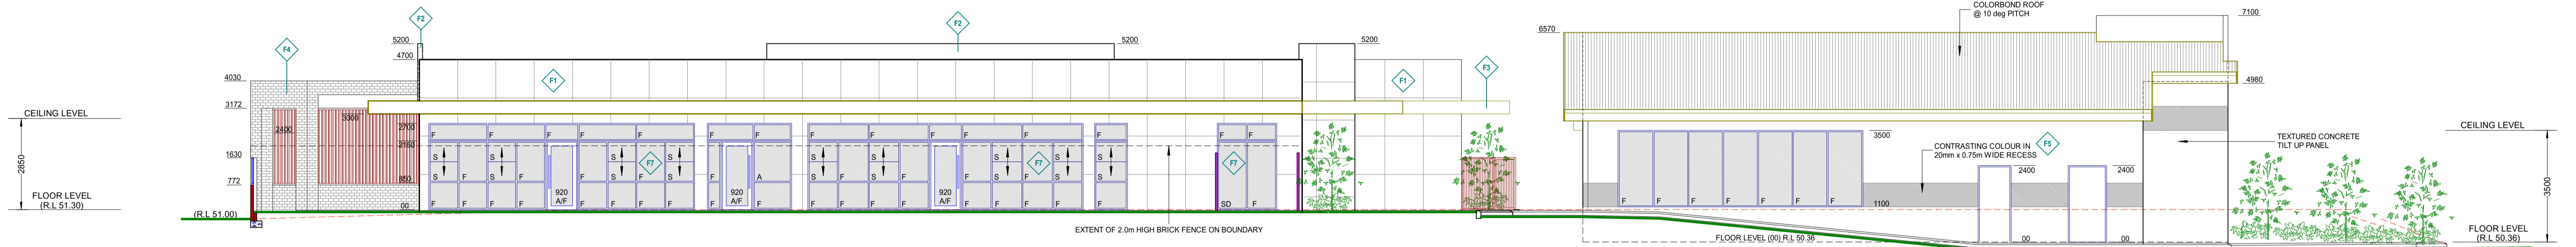 F4
F2
F2
COLORBOND ROOF
@ 10 deg PITCH
7100
6570
5200
5200
5200
4700
F3
F1
F1
4030
4980
3172
3000
2400
2700
2150
CEILING LEVEL
2850
FLOOR LEVEL
(R.L 51.30)
1630
772
850
00
(R.L 51.00)
F F F F F F F F F F F F F F F
S S S S S S S S
F7 F7 F7
S F S F S S S F A S F S F S S
920
A/F
920
A/F
920
A/F
F F F F F F F F F F F F SD F
EXTENT OF 2.0m HIGH BRICK FENCE ON BOUNDARY
3500
CONTRASTING COLOUR IN
20mm x 0.75m WIDE RECESS
F5
TEXTURED CONCRETE
TILT UP PANEL
2400
2400
F F F F F F F
1100
FLOOR LEVEL (00) R.L 50.36
00
00
CEILING LEVEL
3500
FLOOR LEVEL
(R.L 50.36)